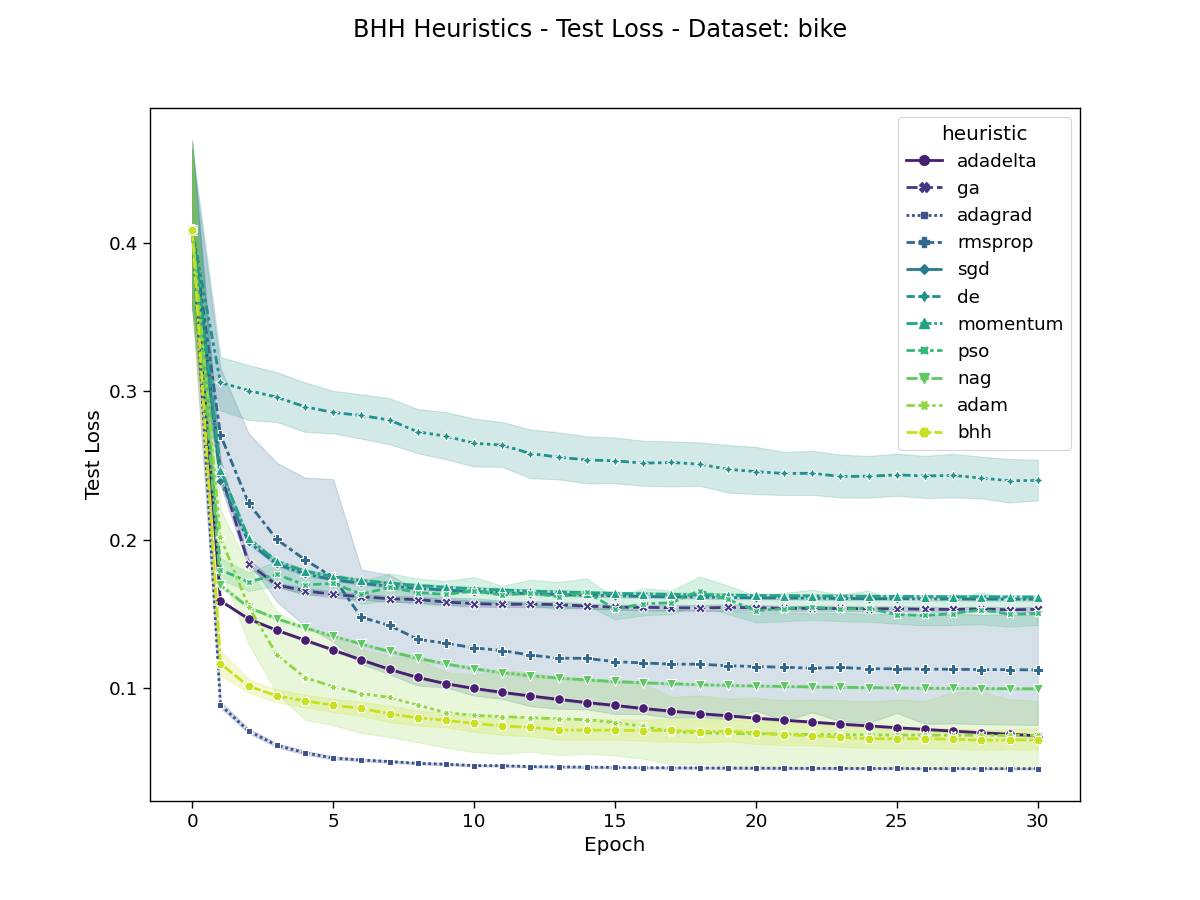 BHH Heuristics - Test Loss - Dataset: bike
heuristic
adadelta
ga
adagrad
rmsprop
sgd
de
momentum
pso
nag
adam
bhh
Test Loss
0.4
0.3
0.2
0.1
0 5 10 15 20 25 30
Epoch